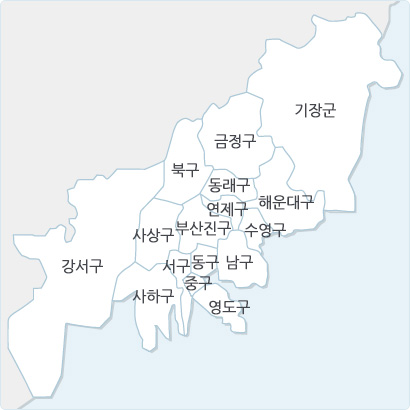 기장군
금정구
북구
동래구
해운대구
연제구
부산진구
수영구
사상구
강서구
서구
동구
남구
중구
사하구
영도구